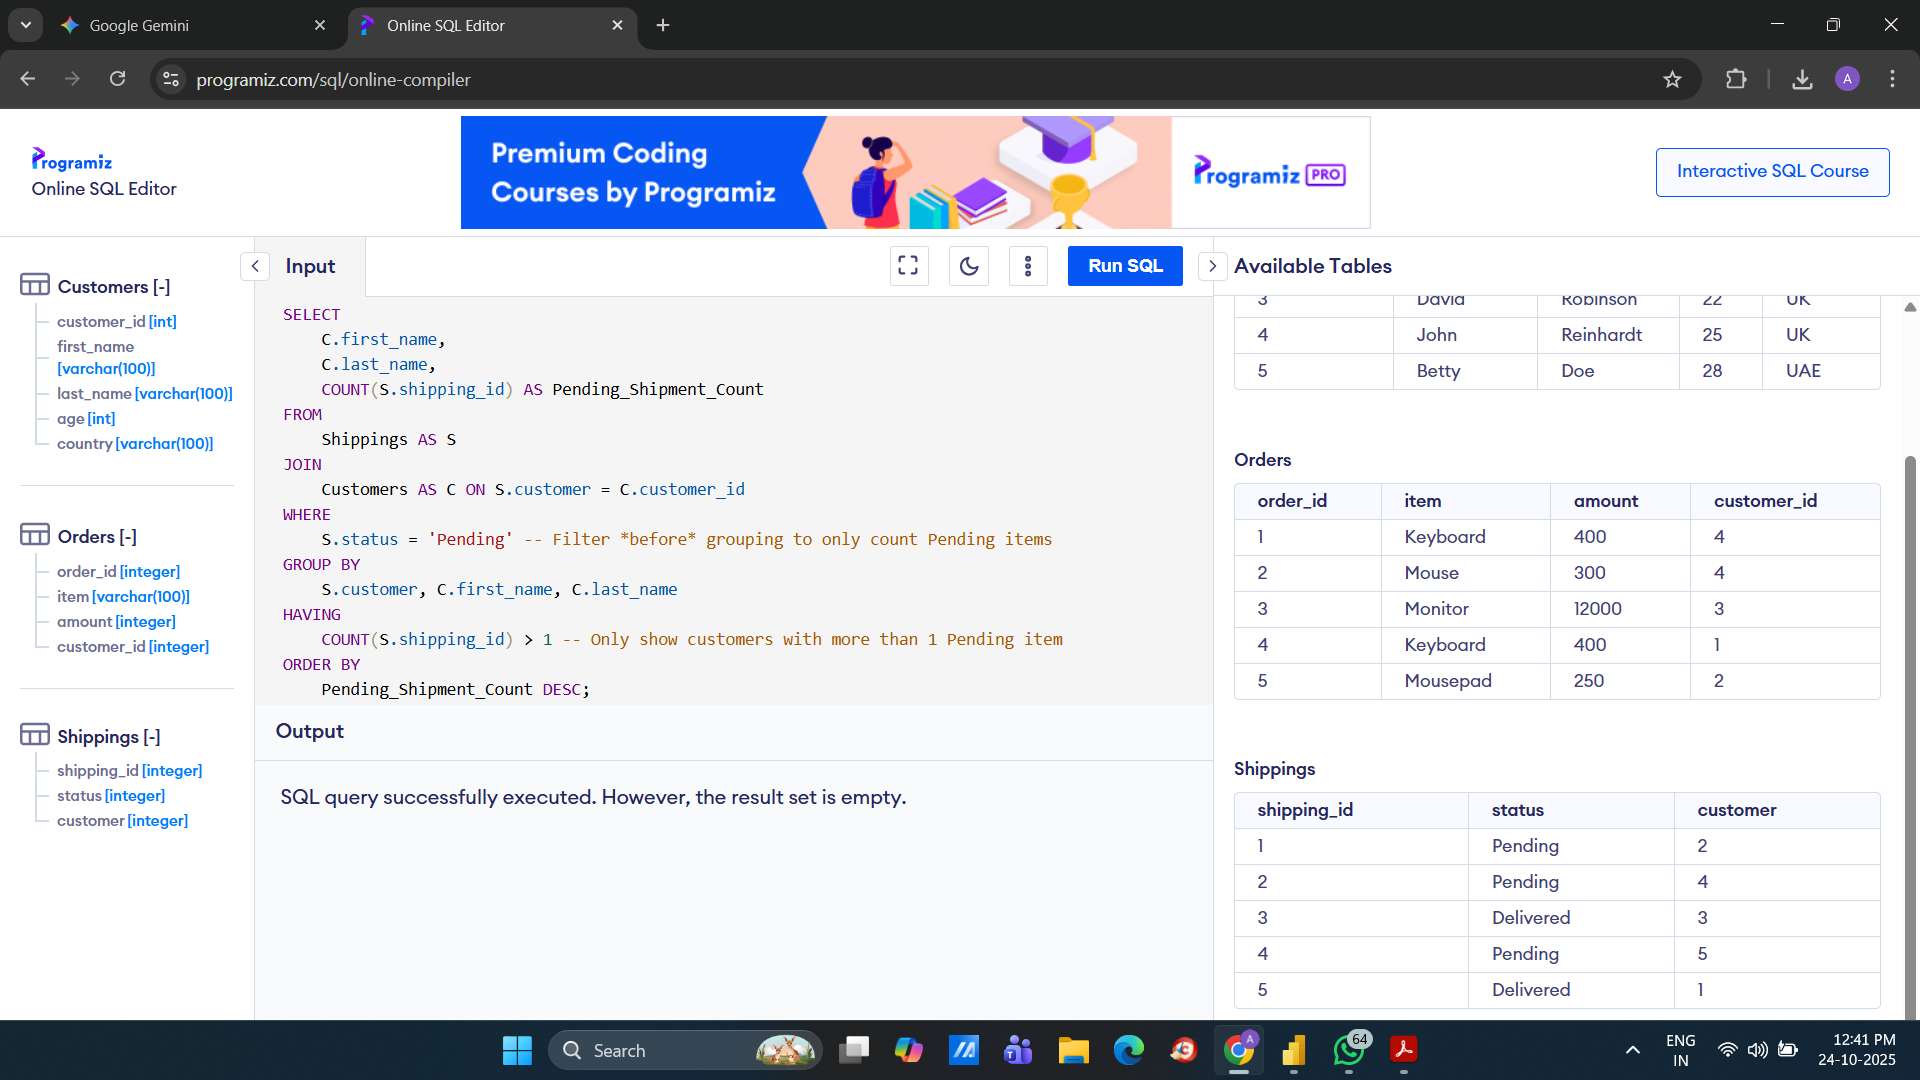 Google Gemini
Online SQL Editor
programiz.com/sql/online-compiler
A
Programiz
Online SQL Editor
Premium Coding
Courses by Programiz
Programiz PRO
Interactive SQL Course
Customers [-]
customer_id [int]
first_name
[varchar(100)]
last_name [varchar(100)]
age [int]
country [varchar(100)]
Orders [-]
order_id [integer]
item [varchar(100)]
amount [integer]
customer_id [integer]
Shippings [-]
shipping_id [integer]
status [integer]
customer [integer]
Input
Run SQL
SELECT
C.first_name,
C.last_name,
COUNT(S.shipping_id) AS Pending_Shipment_Count
FROM
Shippings AS S
JOIN
Customers AS C ON S.customer = C.customer_id
WHERE
S.status = 'Pending' -- Filter *before* grouping to only count Pending items
GROUP BY
S.customer, C.first_name, C.last_name
HAVING
COUNT(S.shipping_id) > 1 -- Only show customers with more than 1 Pending item
ORDER BY
Pending_Shipment_Count DESC;
Output
SQL query successfully executed. However, the result set is empty.
Available Tables
3 David Robinson 22 UK
4 John Reinhardt 25 UK
5 Betty Doe 28 UAE
Orders
order_id item amount customer_id
1 Keyboard 400 4
2 Mouse 300 4
3 Monitor 12000 3
4 Keyboard 400 1
5 Mousepad 250 2
Shippings
shipping_id status customer
1 Pending 2
2 Pending 4
3 Delivered 3
4 Pending 5
5 Delivered 1
Search
A
64
ENG
IN
12:41 PM
24-10-2025